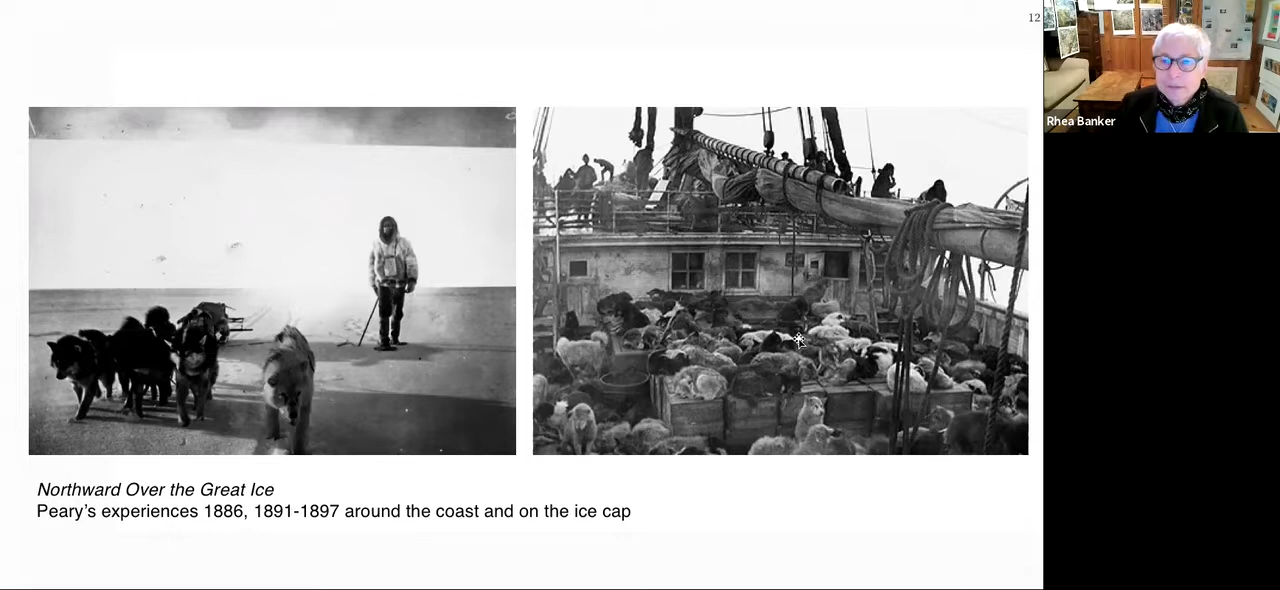 12
Rhea Banker
Northward Over the Great Ice
Peary's experiences 1886, 1891-1897 around the coast and on the ice cap